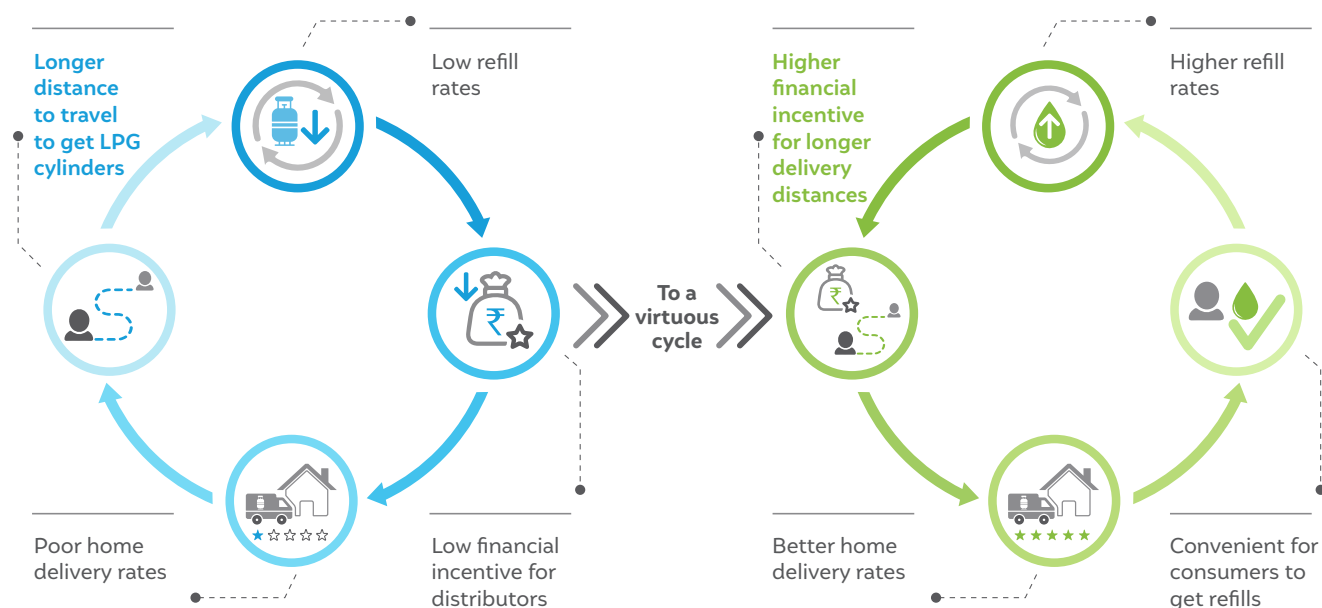 Longer
distance
to travel
to get LPG
cylinders
Low refill
rates
Poor home
delivery rates
Low financial
incentive for
distributors
₹
To a
virtuous
cycle
Higher
financial
incentive
for longer
delivery
distances
Higher refill
rates
₹
Better home
delivery rates
Convenient for
consumers to
get refills